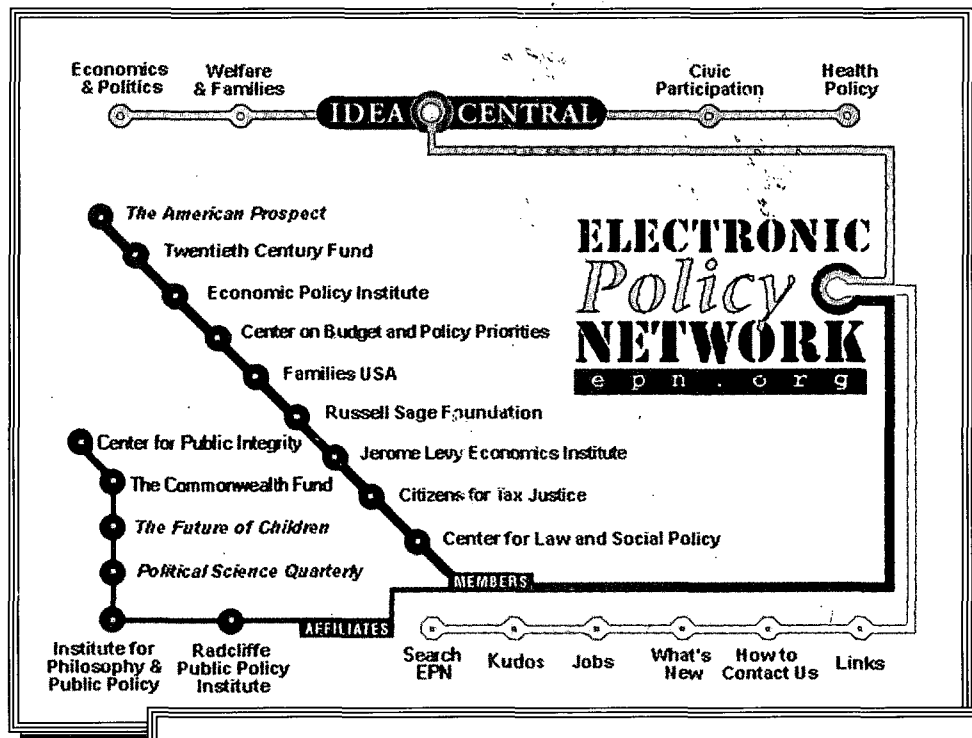 Economics
& Politics
Welfare
& Families
IDEA CENTRAL
Civic
Participation
Health
Policy
The American Prospect
Twentieth Century Fund
Economic Policy Institute
Center on Budget and Policy Priorities
Families USA
Russell Sage Foundation
Jerome Levy Economics Institute
Citizens for Tax Justice
Center for Law and Social Policy
MEMBERS
ELECTRONIC
Policy
NETWORK
epn.org
Center for Public Integrity
The Commonwealth Fund
The Future of Children
Political Science Quarterly
Institute for
Philosophy &
Public Policy
Radcliffe
Public Policy
Institute
AFFILIATES
Search
EPN
Kudos
Jobs
What's
New
How to
Contact Us
Links